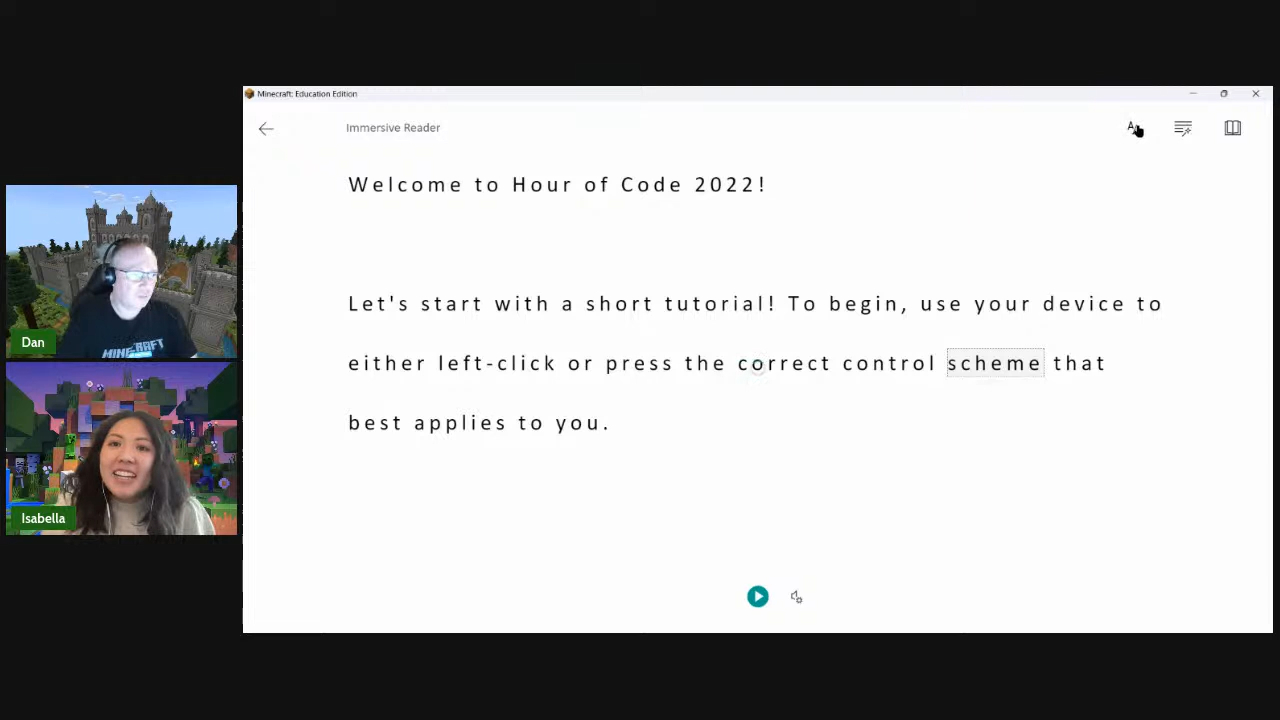 Minecraft: Education Edition
Immersive Reader
Welcome to Hour of Code 2022!
Let's start with a short tutorial! To begin, use your device to
either left-click or press the correct control scheme that
best applies to you.
Dan
MINECRAFT
Isabella